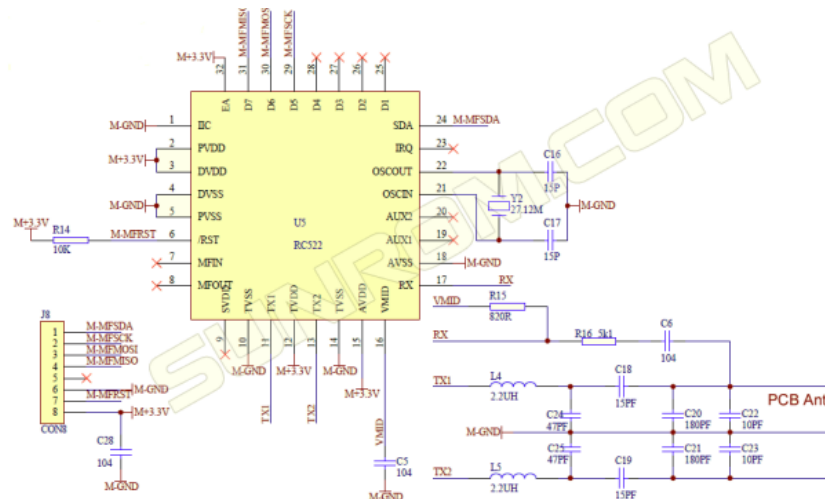 M-MFMISO
M-MFMOS
M-MFSCK
M+3.3V
32
31
30
29
28
27
26
25
EA
D7
D6
D5
D4
D3
D2
D1
M-GND
1
IIC
SDA
24
M-MFSDA
2
PVDD
IRQ
23
M+3.3V
3
DVDD
OSCOUT
22
4
DVSS
OSCIN
21
M-GND
5
PVSS
AUX2
20
M+3.3V
R14
10K
M-MFRST
6
/RST
AUX1
19
7
MFIN
AVSS
18
M-GND
8
MFOUT
RX
17
RX
U5
RC522
C16
15P
Y2
27.12M
M-GND
C17
15P
SVDD
TVSS
TX1
TVDD
TX2
TVSS
AVDD
VMID
9
10
11
12
13
14
15
16
M-GND
M+3.3V
M-GND
M+3.3V
TX1
TX2
VMID
C5
104
M-GND
J8
1
M-MFSDA
2
M-MFSCK
3
M-MFMOSI
4
M-MFMISO
5
6
M-GND
7
M-MFRST
8
M+3.3V
CON8
C28
104
M-GND
VMID
R15
820R
RX
R16
5k1
C6
104
TX1
L4
2.2UH
C18
15PF
PCB Ant
C24
47PF
C20
180PF
C22
10PF
M-GND
C25
47PF
C21
180PF
C23
10PF
TX2
L5
2.2UH
C19
15PF
SUNROM.COM